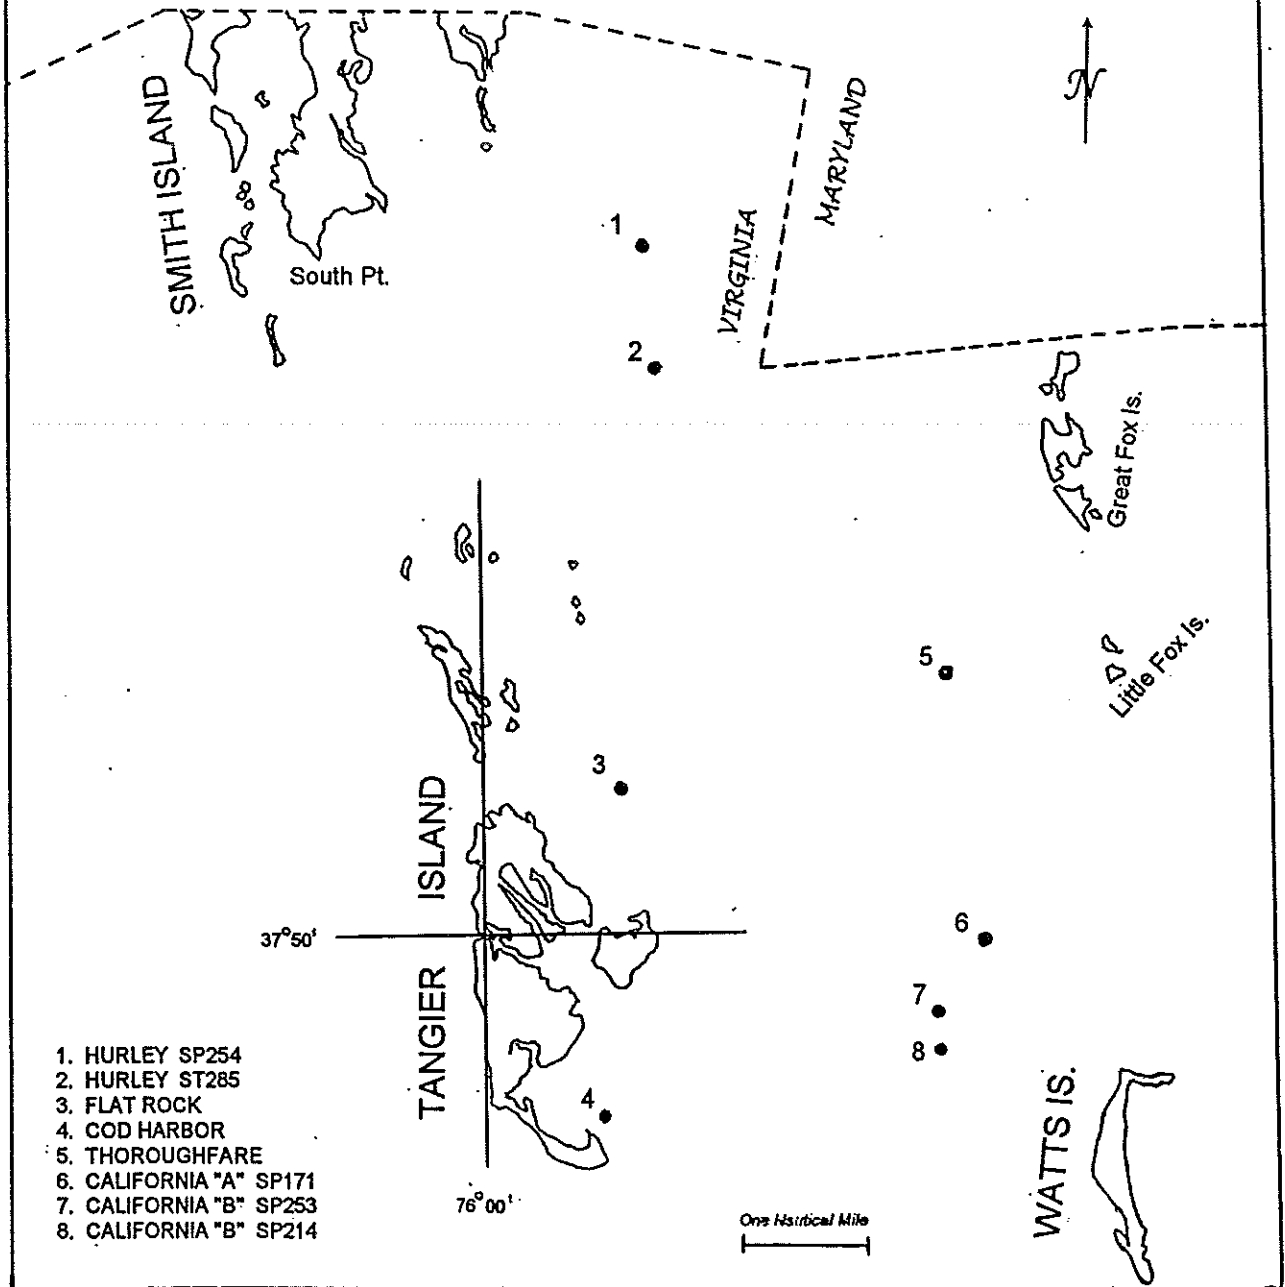 N
SMITH ISLAND
MARYLAND
VIRGINIA
South Pt.
1
2
Great Fox Is.
5
Little Fox Is.
3
TANGIER ISLAND
37°50'
6
7
8
4
WATTS IS.
76°00'
1. HURLEY SP254
2. HURLEY ST285
3. FLAT ROCK
4. COD HARBOR
5. THOROUGHFARE
6. CALIFORNIA "A" SP171
7. CALIFORNIA "B" SP253
8. CALIFORNIA "B" SP214
One Nautical Mile